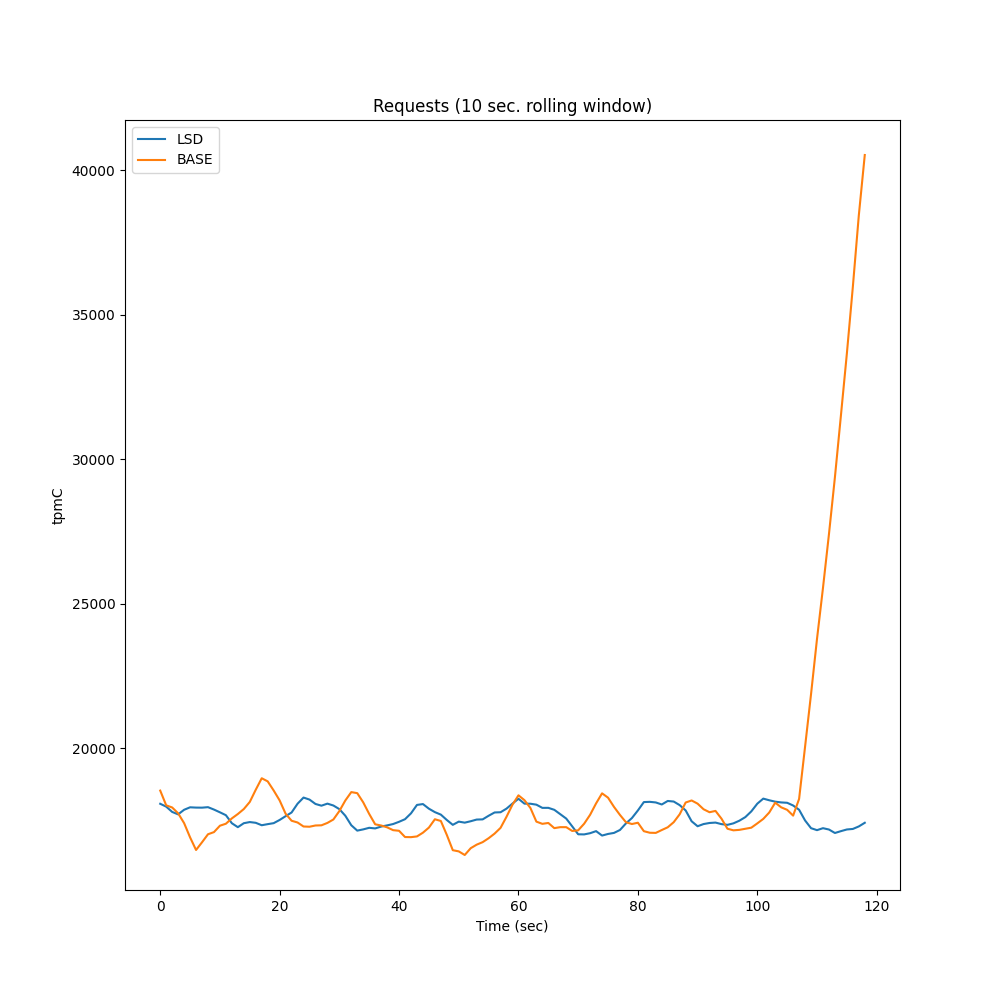 Requests (10 sec. rolling window)
LSD
BASE
40000
35000
30000
25000
20000
tpmC
0 20 40 60 80 100 120
Time (sec)